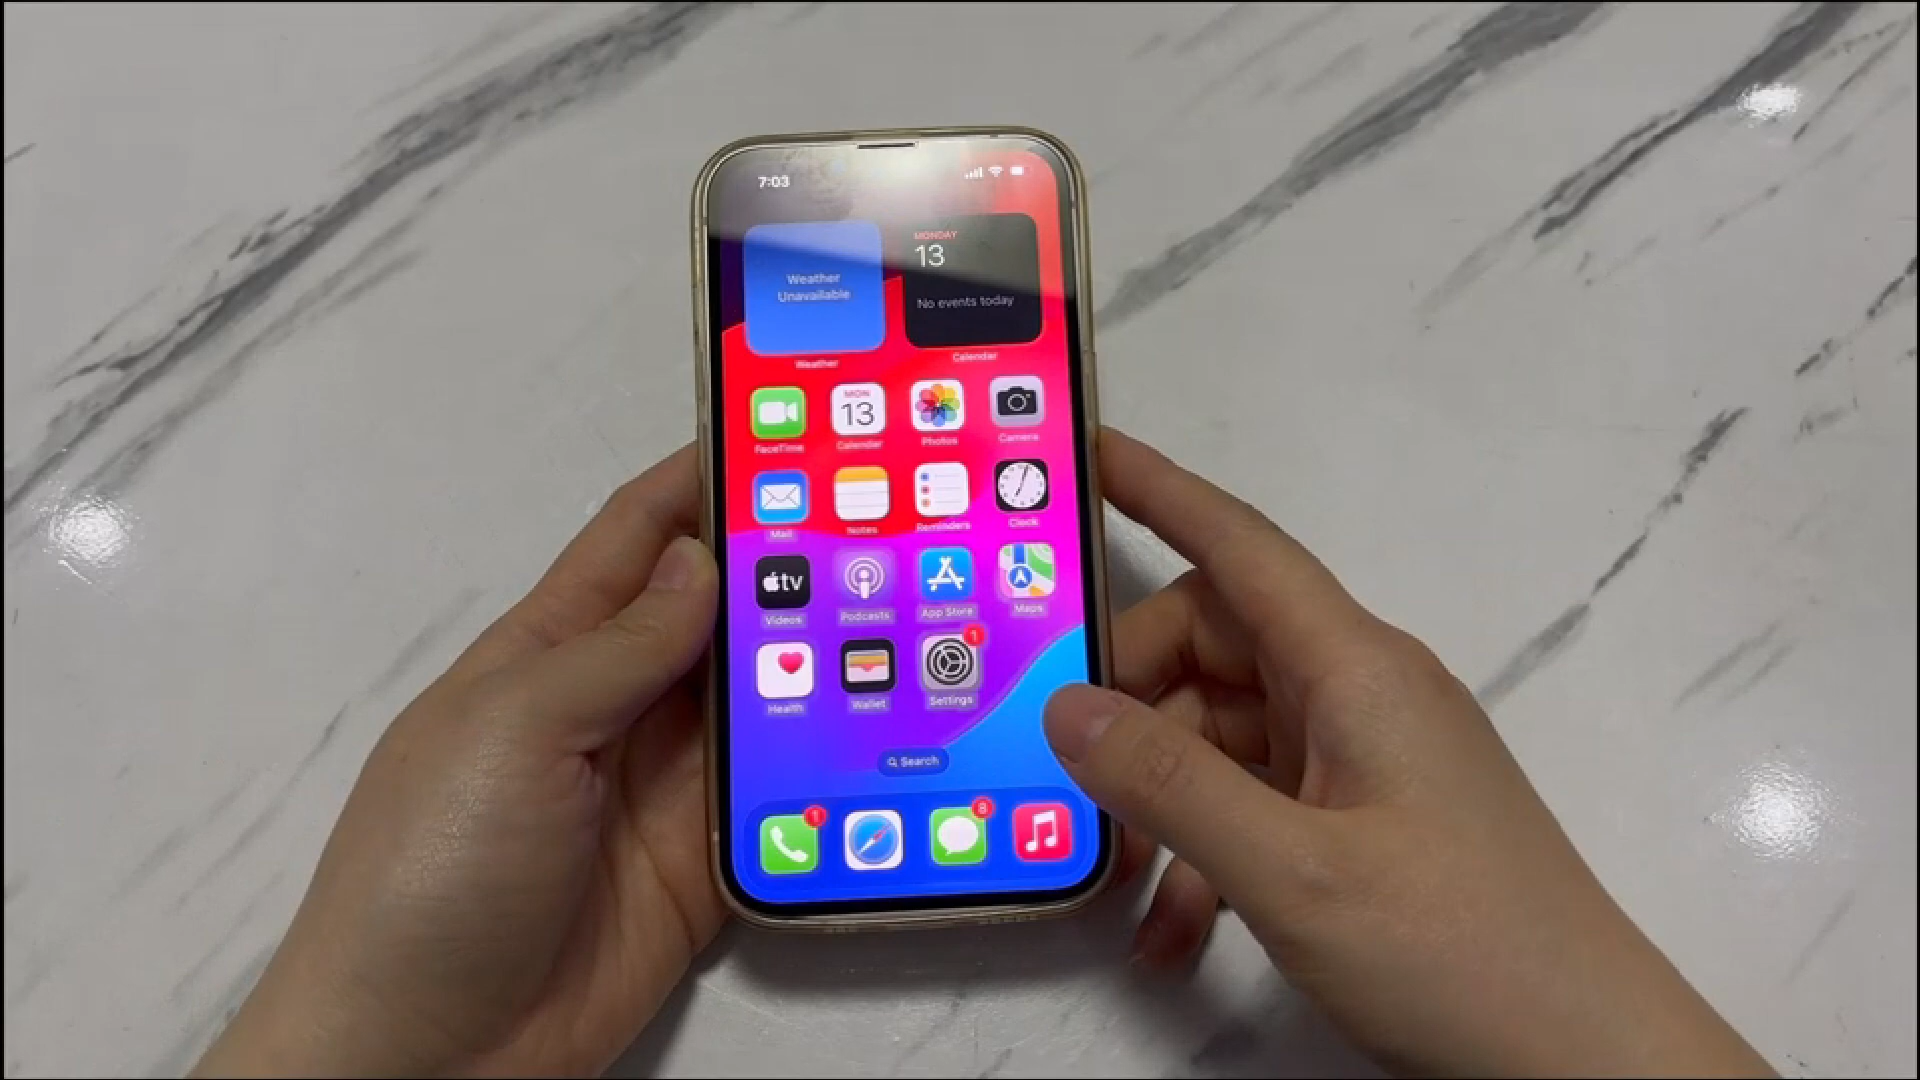 7:03
Weather
Unavailable
MONDAY
13
No events today
Weather
Calendar
MON
13
FaceTime
Calendar
Photos
Camera
Mail
Notes
Reminders
Clock
tv
Videos
Podcasts
App Store
Maps
1
Health
Wallet
Settings
Search
1
8